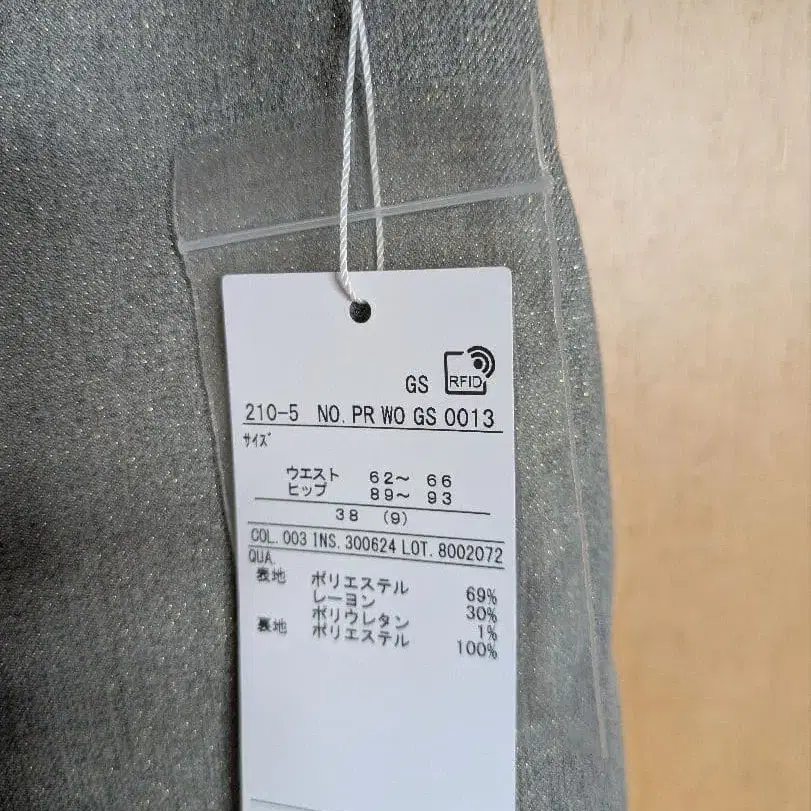 GS RFID
210-5 NO. PR WO GS 0013
サイズ
ウエスト 62~ 66
ヒップ 89~ 93
38 (9)
COL. 003 INS. 300624 LOT. 8002072
QUA.
表地 ポリエステル 69%
レーヨン 30%
ポリウレタン 1%
裏地 ポリエステル 100%